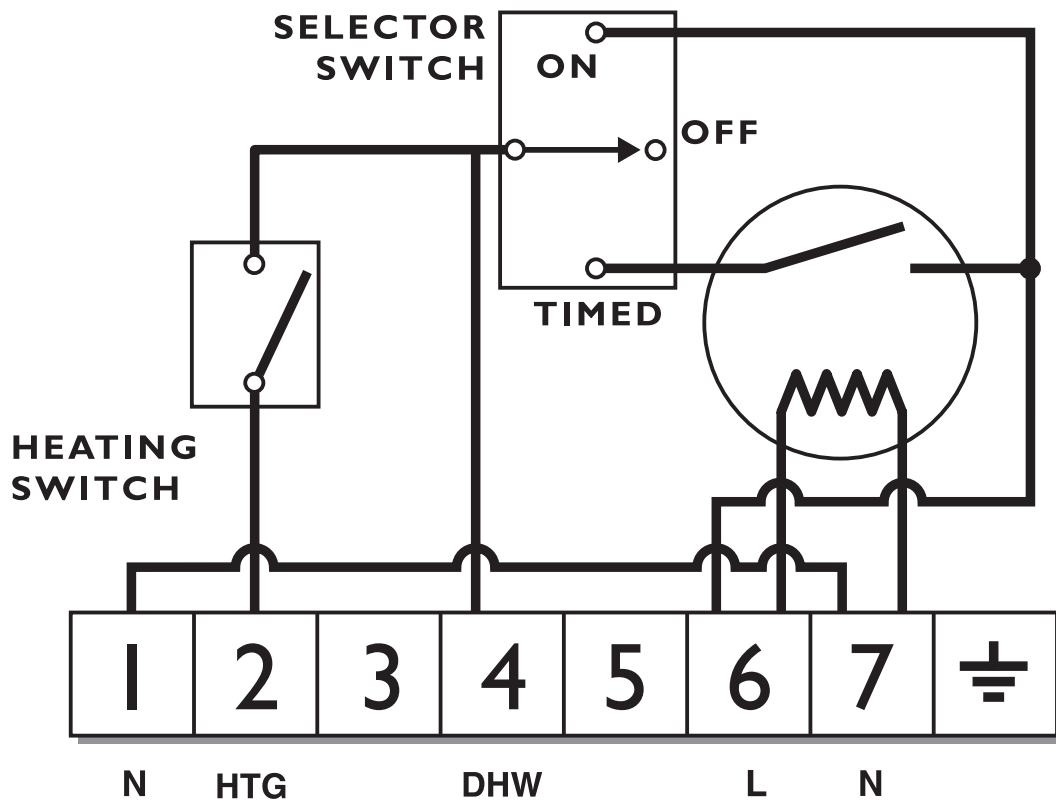 SELECTOR
SWITCH
ON
OFF
TIMED
HEATING
SWITCH
1 2 3 4 5 6 7
N HTG DHW L N